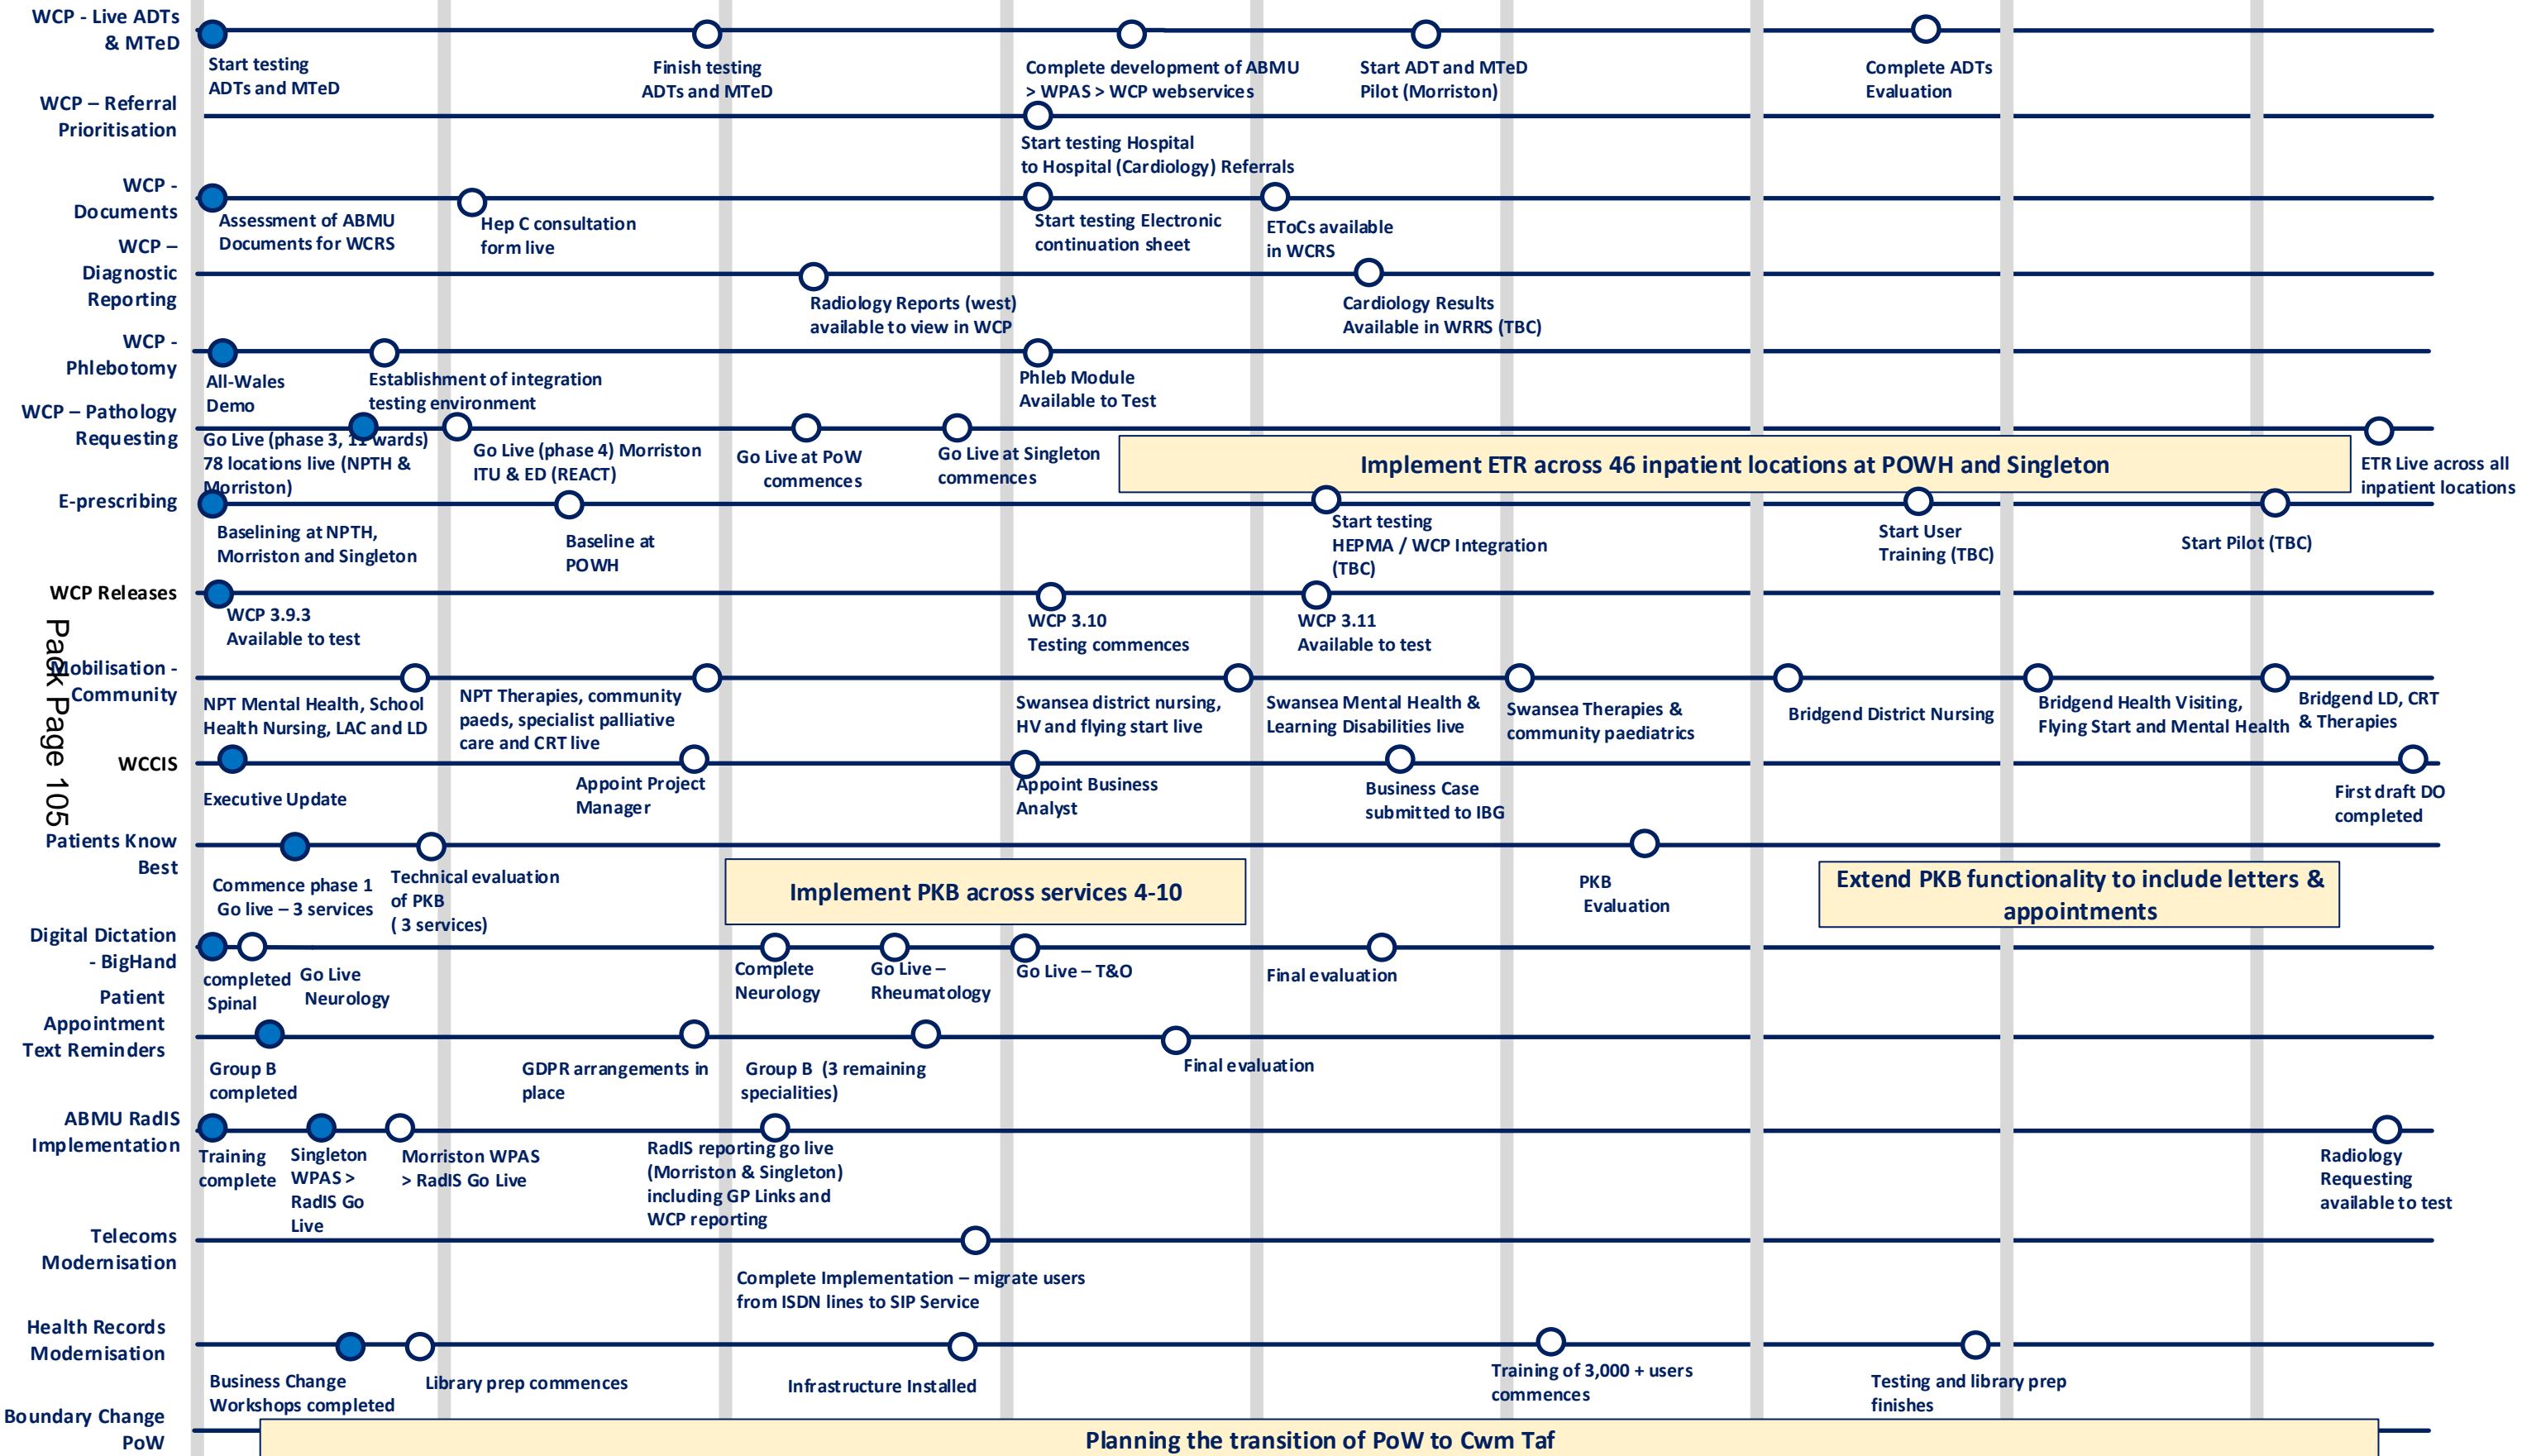 WCP - Live ADTs
& MTeD
Start testing
ADTs and MTeD
Finish testing
ADTs and MTeD
Complete development of ABMU
> WPAS > WCP webservices
Start ADT and MTeD
Pilot (Morriston)
Complete ADTs
Evaluation
WCP – Referral
Prioritisation
Start testing Hospital
to Hospital (Cardiology) Referrals
WCP -
Documents
Assessment of ABMU
Documents for WCRS
Hep C consultation
form live
Start testing Electronic
continuation sheet
EToCs available
in WCRS
WCP –
Diagnostic
Reporting
Radiology Reports (west)
available to view in WCP
Cardiology Results
Available in WRRS (TBC)
WCP -
Phlebotomy
All-Wales
Demo
Establishment of integration
testing environment
Phleb Module
Available to Test
WCP – Pathology
Requesting
Go Live (phase 3, 11 wards)
78 locations live (NPTH &
Morriston)
Go Live (phase 4) Morriston
ITU & ED (REACT)
Go Live at PoW
commences
Go Live at Singleton
commences
Implement ETR across 46 inpatient locations at POWH and Singleton
ETR Live across all
inpatient locations
E-prescribing
Baselining at NPTH,
Morriston and Singleton
Baseline at
POWH
Start testing
HEPMA / WCP Integration
(TBC)
Start User
Training (TBC)
Start Pilot (TBC)
WCP Releases
WCP 3.9.3
Available to test
WCP 3.10
Testing commences
WCP 3.11
Available to test
Pack Page 105
Mobilisation -
Community
NPT Mental Health, School
Health Nursing, LAC and LD
NPT Therapies, community
paeds, specialist palliative
care and CRT live
Swansea district nursing,
HV and flying start live
Swansea Mental Health &
Learning Disabilities live
Swansea Therapies &
community paediatrics
Bridgend District Nursing
Bridgend Health Visiting,
Flying Start and Mental Health
Bridgend LD, CRT
& Therapies
WCCIS
Executive Update
Appoint Project
Manager
Appoint Business
Analyst
Business Case
submitted to IBG
First draft DO
completed
Patients Know
Best
Commence phase 1
Go live – 3 services
Technical evaluation
of PKB
( 3 services)
Implement PKB across services 4-10
PKB
Evaluation
Extend PKB functionality to include letters &
appointments
Digital Dictation
- BigHand
completed
Spinal
Go Live
Neurology
Complete
Neurology
Go Live –
Rheumatology
Go Live – T&O
Final evaluation
Patient
Appointment
Text Reminders
Group B
completed
GDPR arrangements in
place
Group B (3 remaining
specialities)
Final evaluation
ABMU RadIS
Implementation
Training
complete
Singleton
WPAS >
RadIS Go
Live
Morriston WPAS
> RadIS Go Live
RadIS reporting go live
(Morriston & Singleton)
including GP Links and
WCP reporting
Radiology
Requesting
available to test
Telecoms
Modernisation
Complete Implementation – migrate users
from ISDN lines to SIP Service
Health Records
Modernisation
Business Change
Workshops completed
Library prep commences
Infrastructure Installed
Training of 3,000 + users
commences
Testing and library prep
finishes
Boundary Change
PoW
Planning the transition of PoW to Cwm Taf